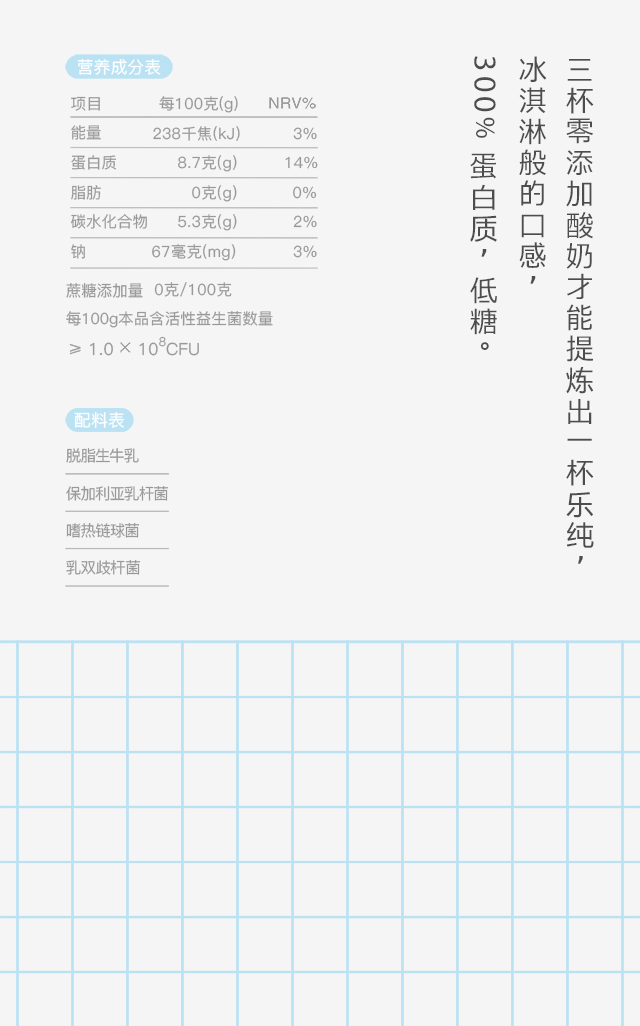 三杯零添加酸奶才能提炼出一杯乐纯，
冰淇淋般的口感，
300% 蛋白质，低糖。
营养成分表
项目 每100克(g) NRV%
能量 238千焦(kJ) 3%
蛋白质 8.7克(g) 14%
脂肪 0克(g) 0%
碳水化合物 5.3克(g) 2%
钠 67毫克(mg) 3%
蔗糖添加量 0克/100克
每100g本品含活性益生菌数量
⩾ 1.0 × 10⁸CFU
配料表
脱脂生牛乳
保加利亚乳杆菌
嗜热链球菌
乳双歧杆菌